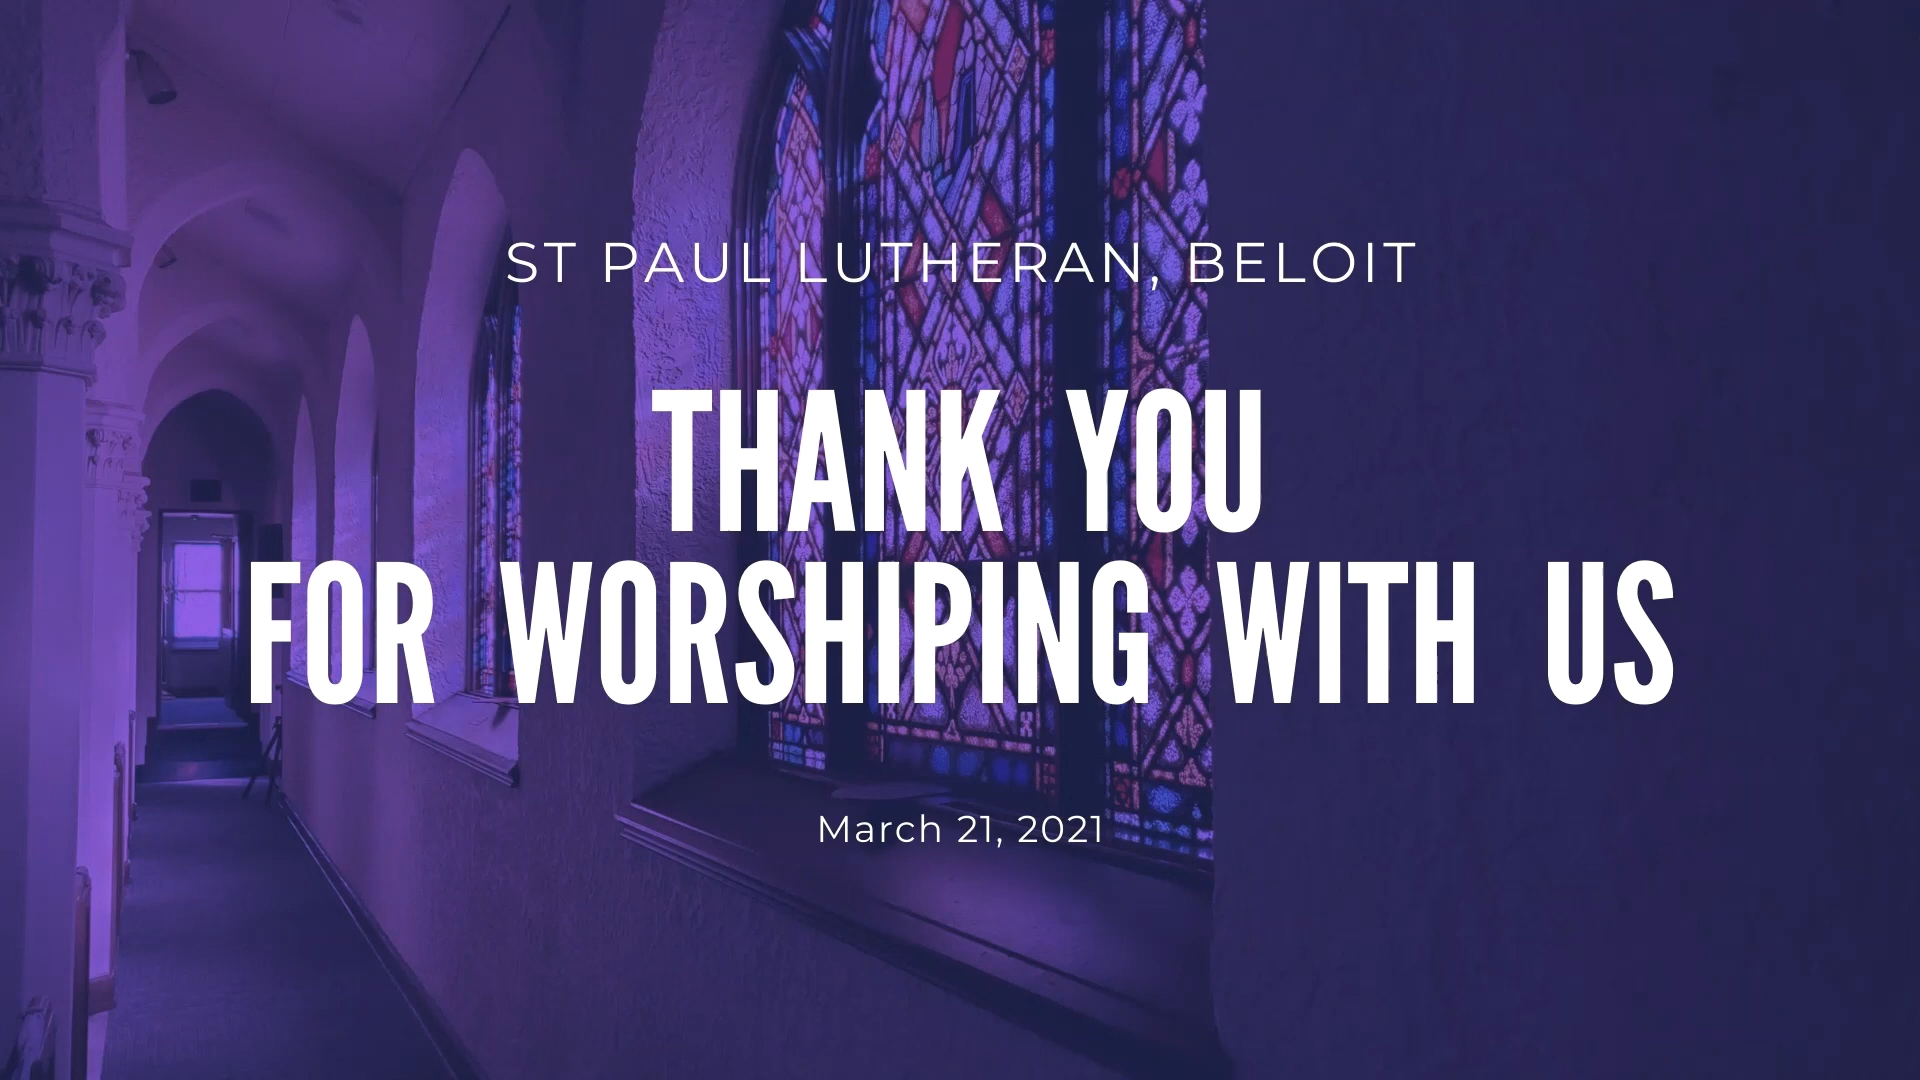 ST PAUL LUTHERAN, BELOIT
THANK YOU
FOR WORSHIPING WITH US
March 21, 2021